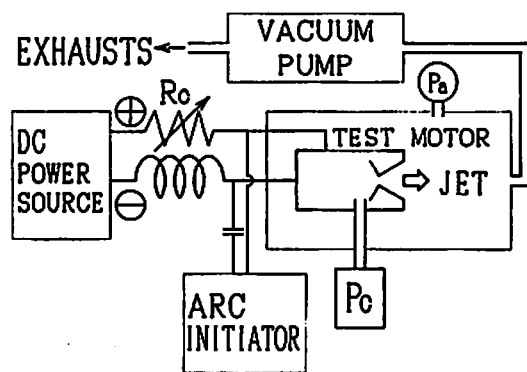 VACUUM
PUMP
EXHAUSTS
Pa
⊕
Rc
DC
POWER
SOURCE
⊖
TEST MOTOR
JET
Pc
ARC
INITIATOR